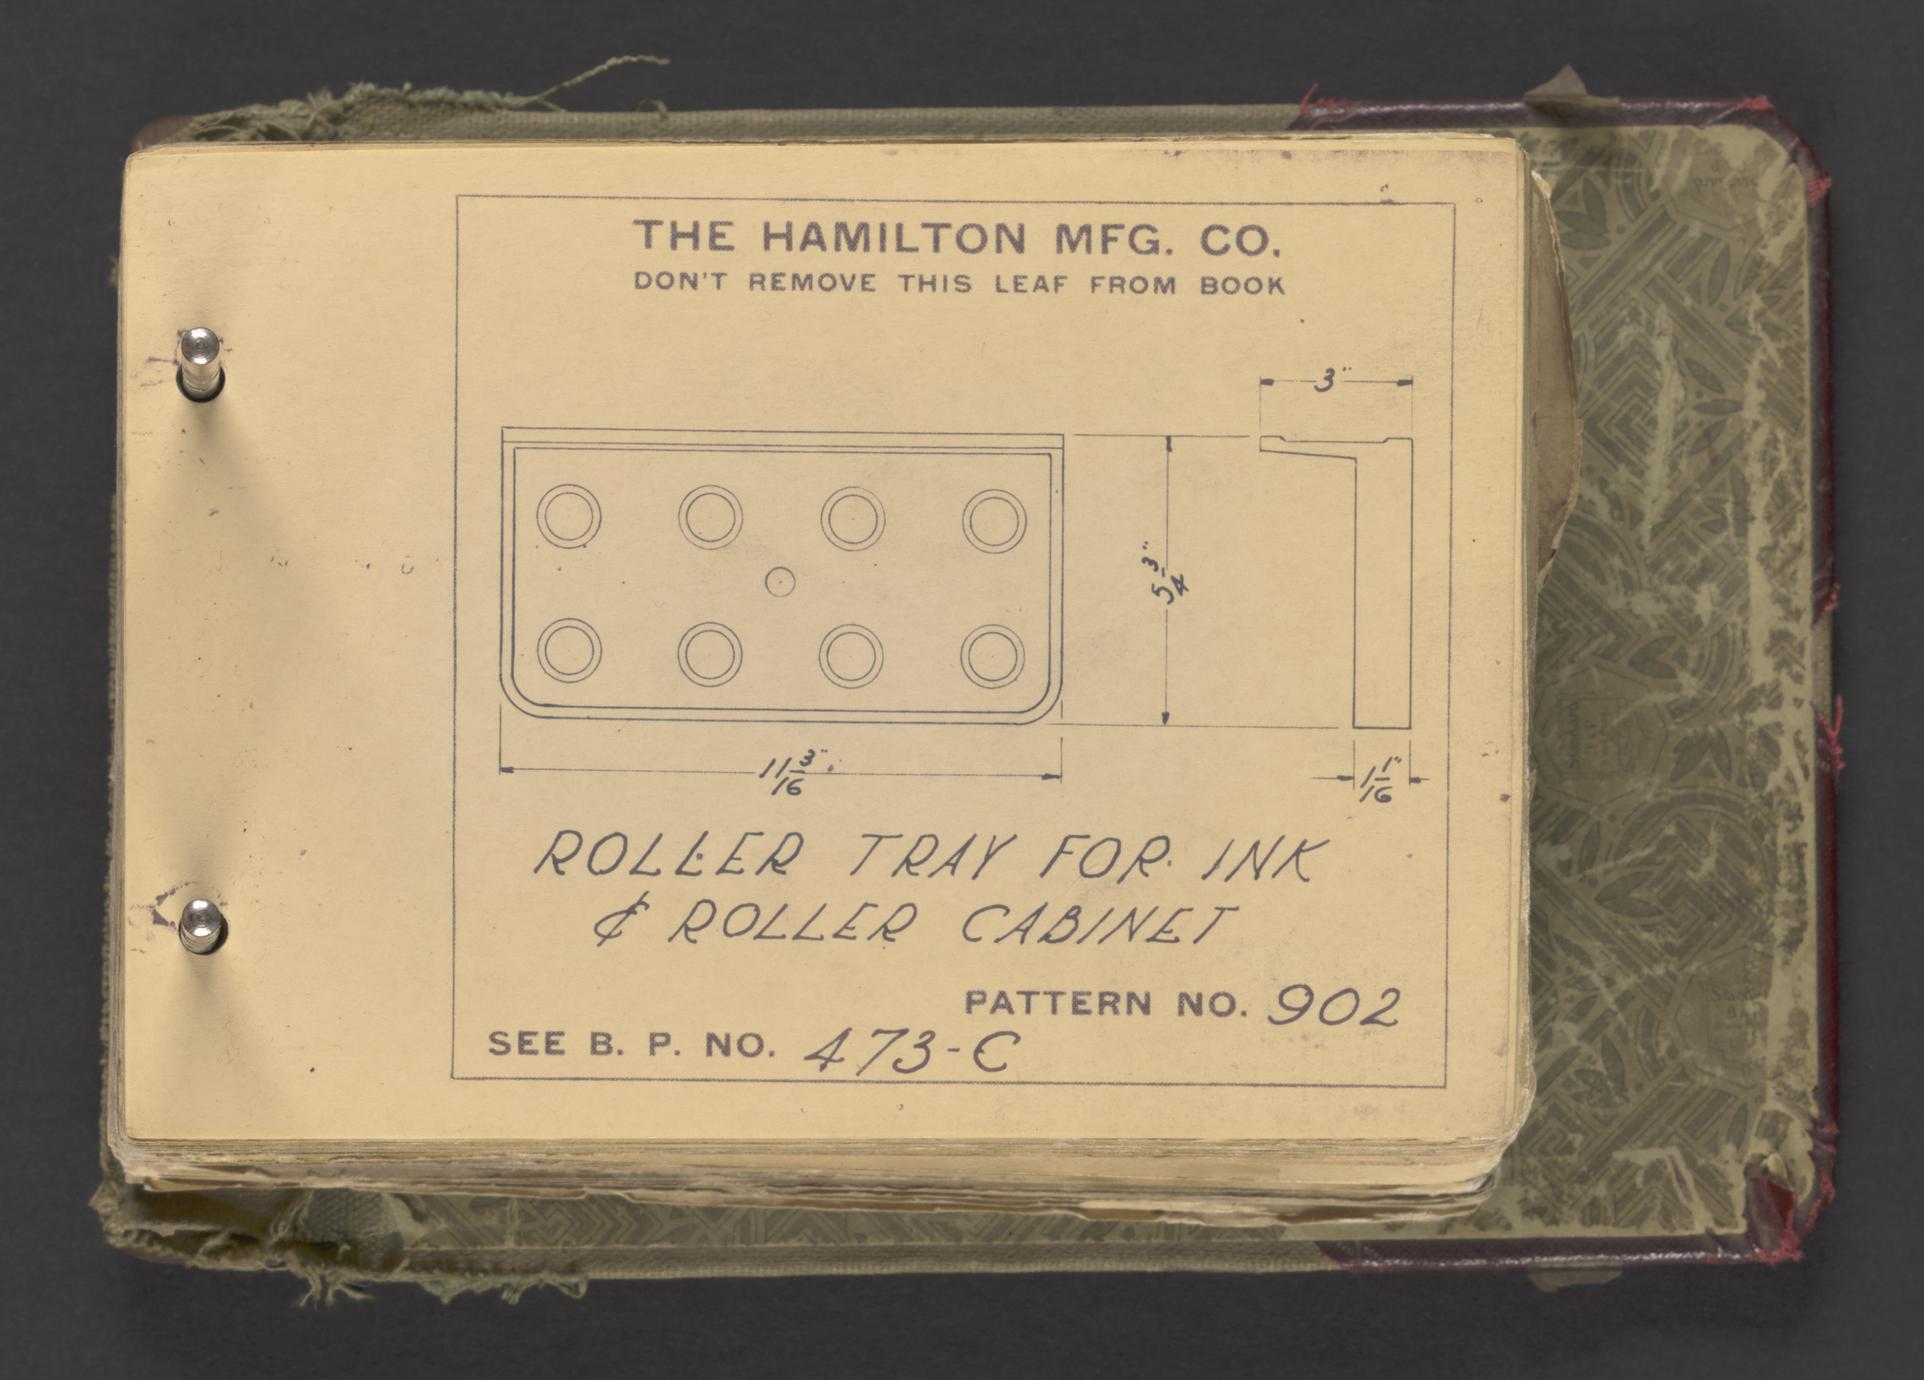 THE HAMILTON MFG. CO.
DON'T REMOVE THIS LEAF FROM BOOK
3"
5 3/4"
11 3/16"
1 1/16"
ROLLER TRAY FOR INK
& ROLLER CABINET
PATTERN NO. 902
SEE B. P. NO. 473-C